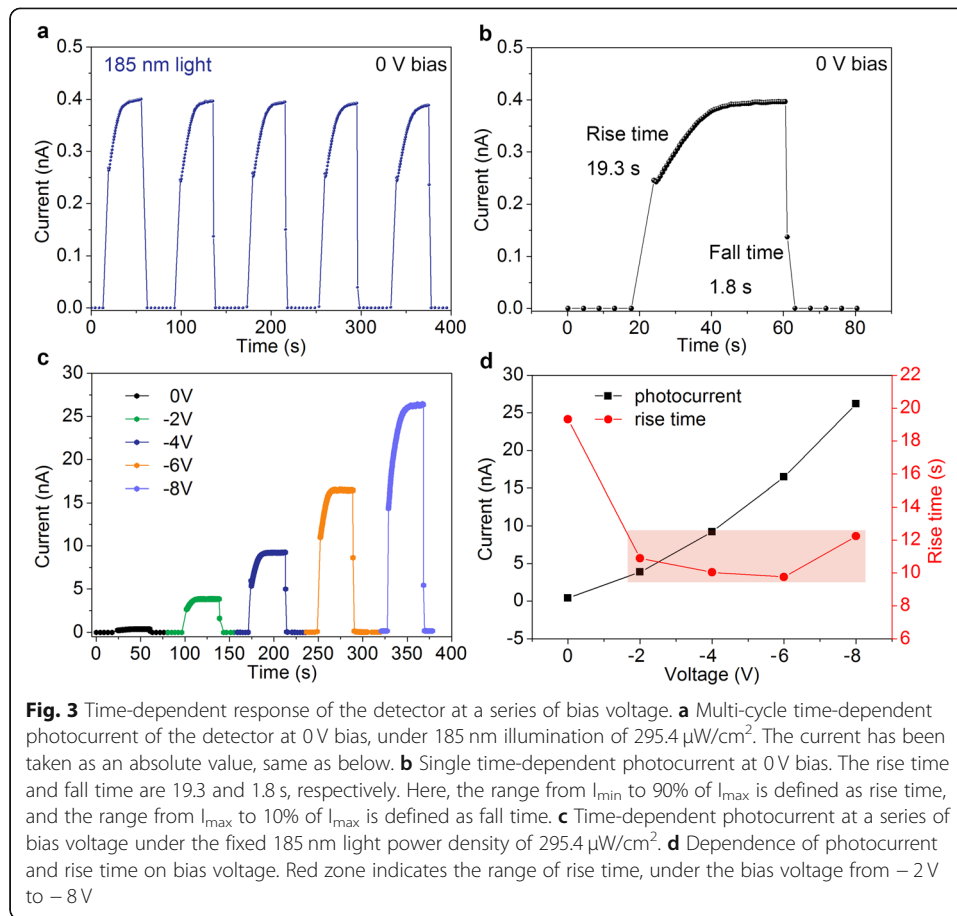 a
0.5
0.4
0.3
0.2
0.1
0.0
Current (nA)
185 nm light
0 V bias
0
100
200
300
400
Time (s)
b
0.5
0.4
0.3
0.2
0.1
0.0
Current (nA)
0 V bias
Rise time
19.3 s
Fall time
1.8 s
0
20
40
60
80
Time (s)
c
30
25
20
15
10
5
0
Current (nA)
0V
-2V
-4V
-6V
-8V
0
50
100
150
200
250
300
350
400
Time (s)
d
30
25
20
15
10
5
0
-5
Current (nA)
photocurrent
rise time
22
20
18
16
14
12
10
8
6
Rise time (s)
0
-2
-4
-6
-8
Voltage (V)
Fig. 3 Time-dependent response of the detector at a series of bias voltage. a Multi-cycle time-dependent
photocurrent of the detector at 0 V bias, under 185 nm illumination of 295.4 μW/cm². The current has been
taken as an absolute value, same as below. b Single time-dependent photocurrent at 0 V bias. The rise time
and fall time are 19.3 and 1.8 s, respectively. Here, the range from Imin to 90% of Imax is defined as rise time,
and the range from Imax to 10% of Imax is defined as fall time. c Time-dependent photocurrent at a series of
bias voltage under the fixed 185 nm light power density of 295.4 μW/cm². d Dependence of photocurrent
and rise time on bias voltage. Red zone indicates the range of rise time, under the bias voltage from − 2 V
to − 8 V